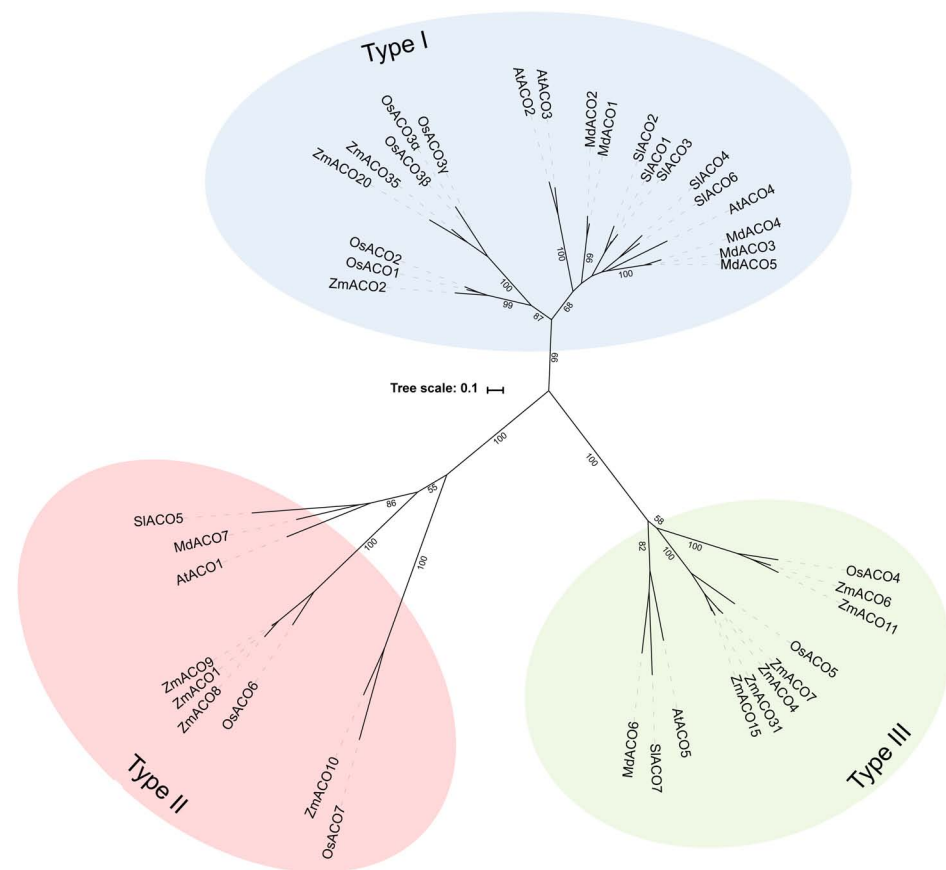 Type I
AtACO3
AtACO2
MdACO2
MdACO1
OsACO3α
OsACO3γ
OsACO3β
ZmACO35
ZmACO20
SlACO2
SlACO1
SlACO3
SlACO4
SlACO6
AtACO4
MdACO4
MdACO3
MdACO5
OsACO2
OsACO1
ZmACO2
100
99
100
100
99
87
68
99
Tree scale: 0.1
100
100
55
86
100
100
SlACO5
MdACO7
AtACO1
ZmACO9
ZmACO1
ZmACO8
OsACO6
ZmACO10
OsACO7
Type II
58
82
100
100
OsACO4
ZmACO6
ZmACO11
OsACO5
ZmACO7
ZmACO4
ZmACO31
ZmACO15
AtACO5
SlACO7
MdACO6
Type III